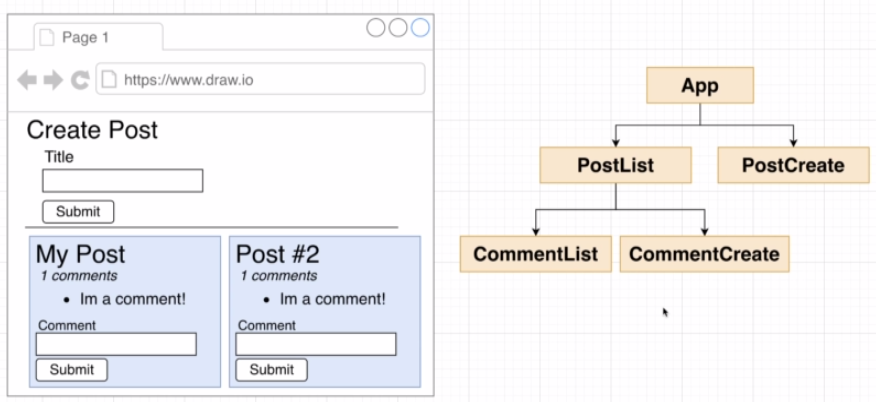 Page 1
https://www.draw.io
Create Post
Title
Submit
My Post
1 comments
• Im a comment!
Comment
Submit
Post #2
1 comments
• Im a comment!
Comment
Submit
App
PostList
PostCreate
CommentList
CommentCreate